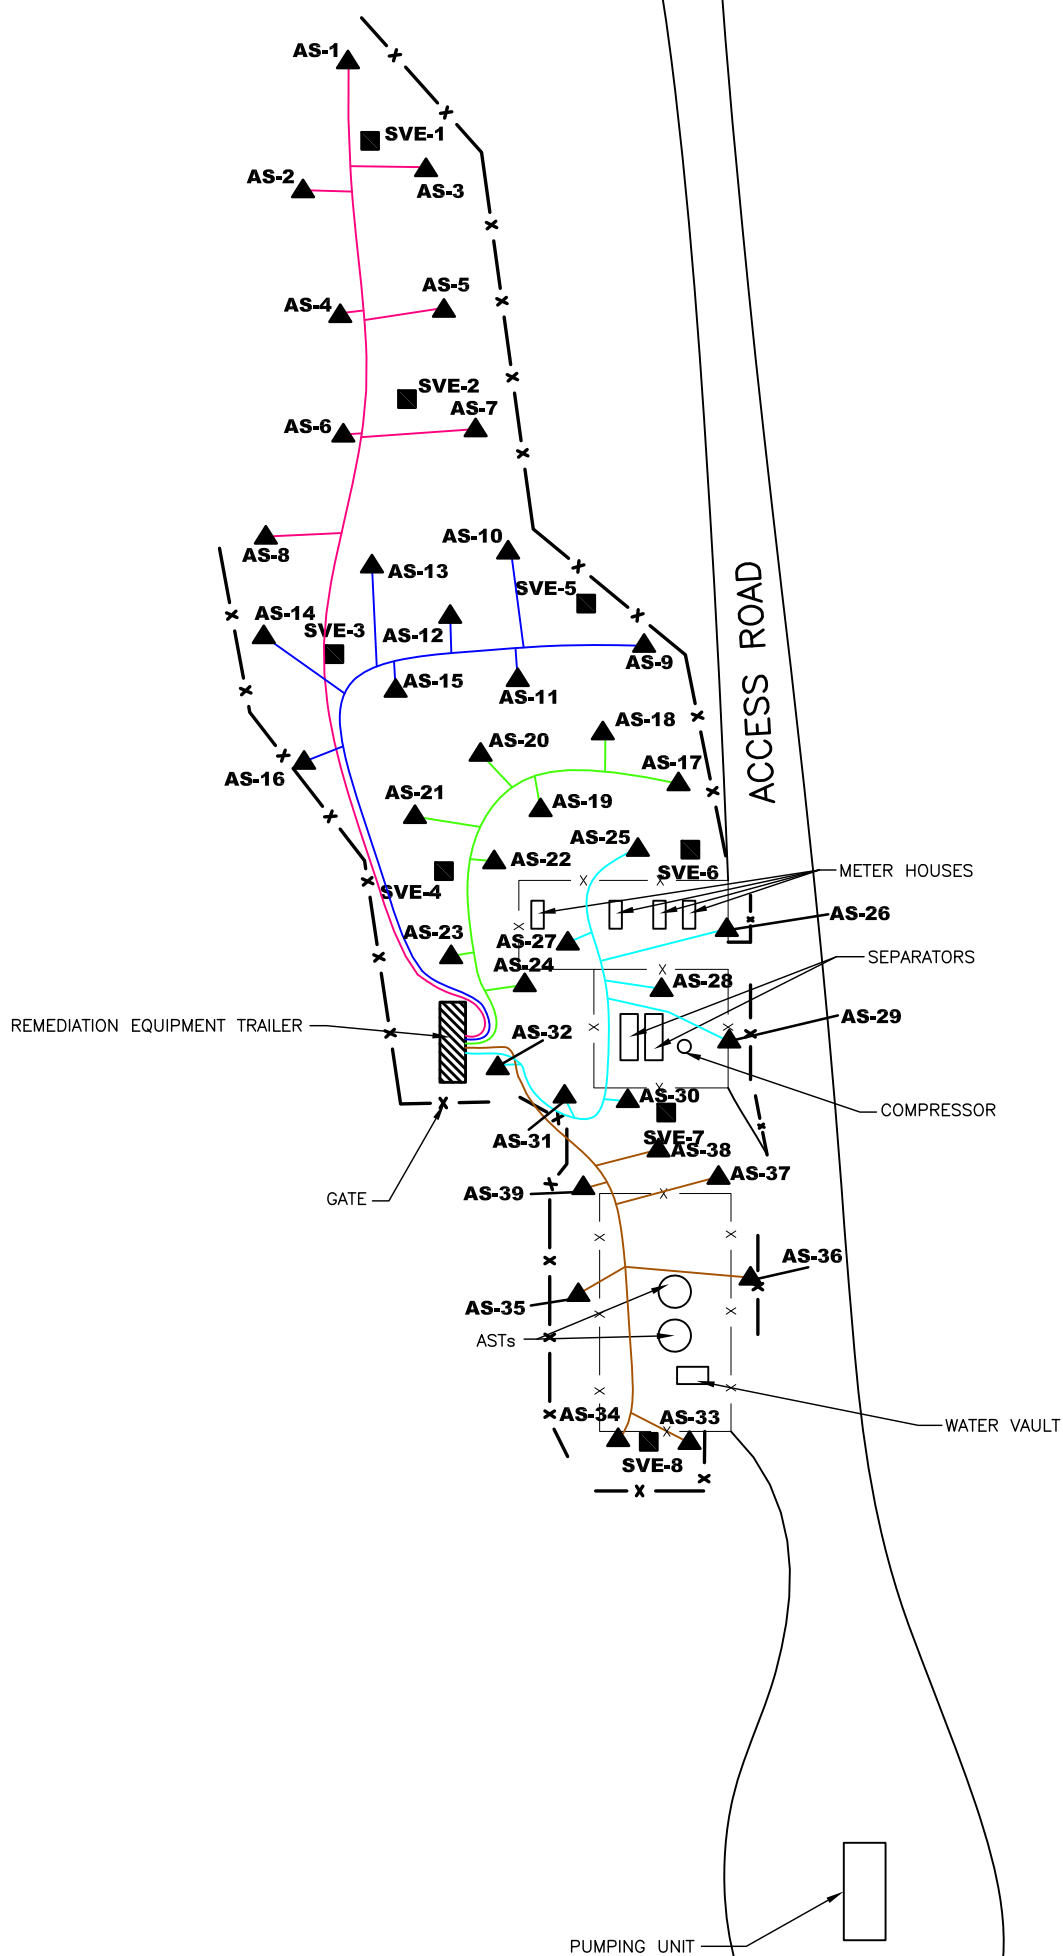 AS-1
SVE-1
AS-2
AS-3
AS-5
AS-4
SVE-2
AS-7
AS-6
AS-10
AS-8
AS-13
SVE-5
AS-14
SVE-3
AS-12
AS-9
AS-15
AS-11
ACCESS ROAD
AS-18
AS-20
AS-17
AS-16
AS-21
AS-19
AS-25
AS-22
SVE-6
METER HOUSES
SVE-4
AS-26
AS-23
AS-27
SEPARATORS
AS-24
AS-28
AS-29
REMEDIATION EQUIPMENT TRAILER
AS-32
AS-30
COMPRESSOR
SVE-7
AS-31
AS-38
AS-37
AS-39
GATE
AS-36
AS-35
ASTs
AS-34
AS-33
WATER VAULT
SVE-8
PUMPING UNIT